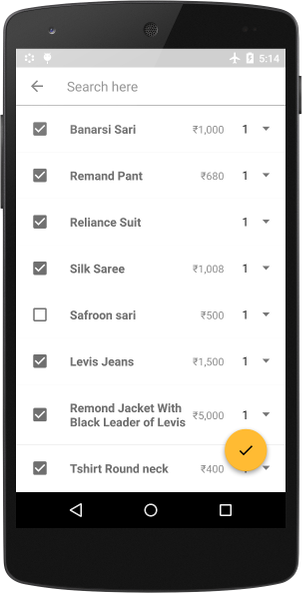 5:14
Search here
Banarsi Sari ₹1,000 1
Remand Pant ₹680 1
Reliance Suit 1
Silk Saree ₹1,008 1
Safroon sari ₹500 1
Levis Jeans ₹1,500 1
Remond Jacket With
Black Leader of Levis ₹5,000 1
Tshirt Round neck ₹400